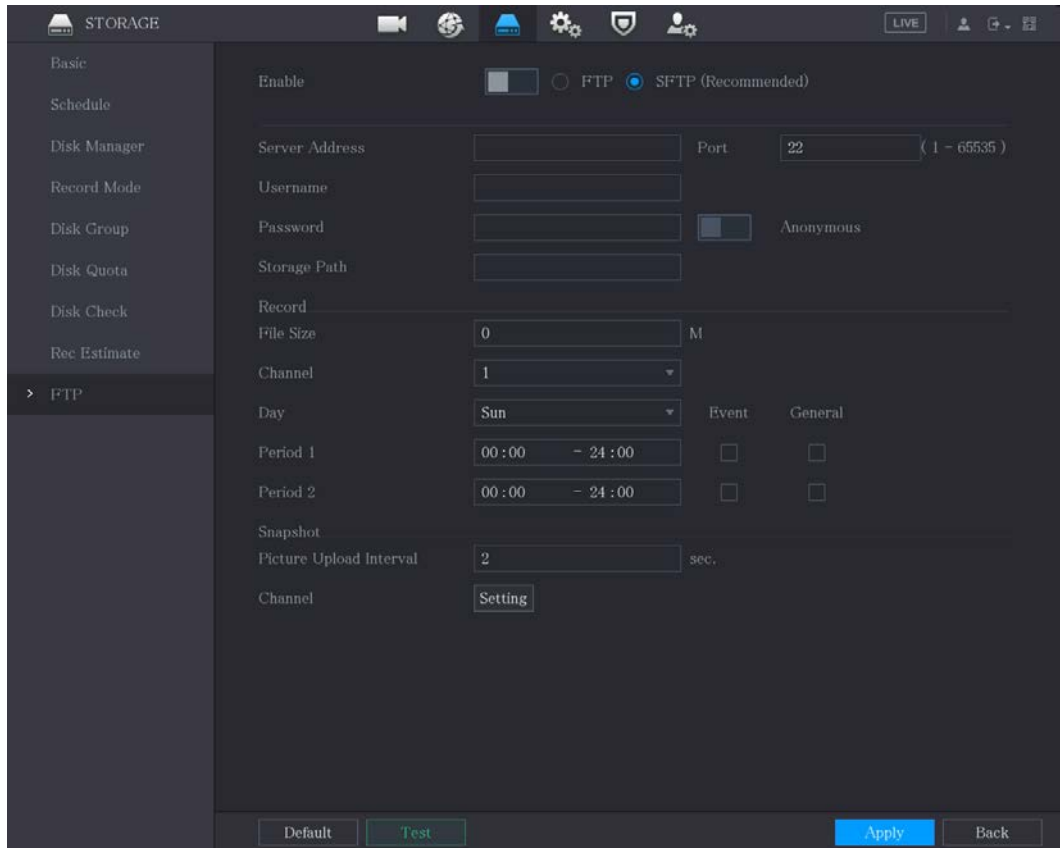 STORAGE
LIVE
Basic
Schedule
Disk Manager
Record Mode
Disk Group
Disk Quota
Disk Check
Rec Estimate
> FTP
Enable FTP SFTP (Recommended)
Server Address Port 22 ( 1 - 65535 )
Username
Password Anonymous
Storage Path
Record
File Size 0 M
Channel 1
Day Sun Event General
Period 1 00:00 - 24:00
Period 2 00:00 - 24:00
Snapshot
Picture Upload Interval 2 sec.
Channel Setting
Default Test Apply Back